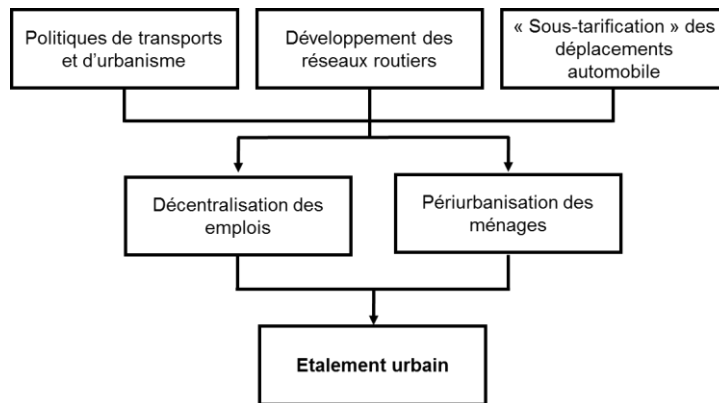 Politiques de transports
et d'urbanisme
Développement des
réseaux routiers
« Sous-tarification » des
déplacements
automobile
Décentralisation des
emplois
Périurbanisation des
ménages
Etalement urbain